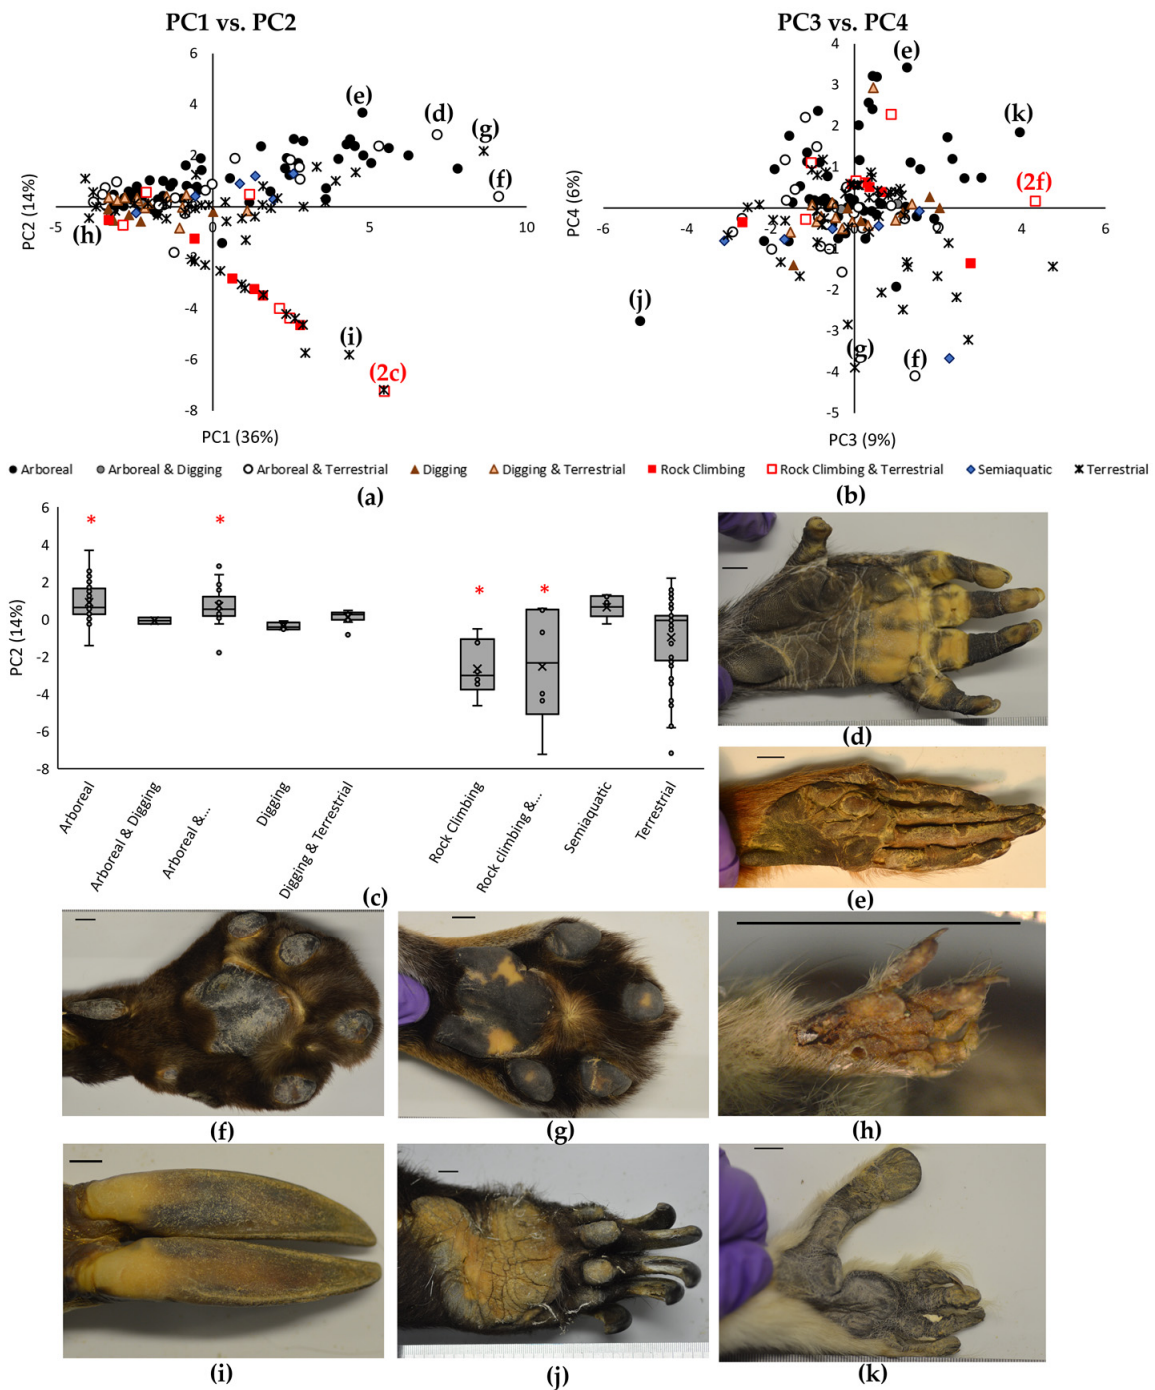 PC1 vs. PC2
PC3 vs. PC4
6
4
2
-5
0
5
10
-2
-4
-6
-8
PC2 (14%)
PC1 (36%)
(e)
(d)
(g)
(f)
(h)
(i)
(2c)
4
3
2
1
0
-1
-2
-3
-4
-5
-6
-4
-2
2
4
6
PC4 (6%)
PC3 (9%)
(e)
(k)
(2f)
(j)
(g)
(f)
Arboreal
Arboreal & Digging
Arboreal & Terrestrial
Digging
Digging & Terrestrial
Rock Climbing
Rock Climbing & Terrestrial
Semiaquatic
Terrestrial
(a)
(b)
6
4
2
0
-2
-4
-6
-8
PC2 (14%)
* * * *
Arboreal
Arboreal & Digging
Arboreal &...
Digging
Digging & Terrestrial
Rock Climbing
Rock climbing &...
Semiaquatic
Terrestrial
(c)
(d)
(e)
(f)
(g)
(h)
(i)
(j)
(k)